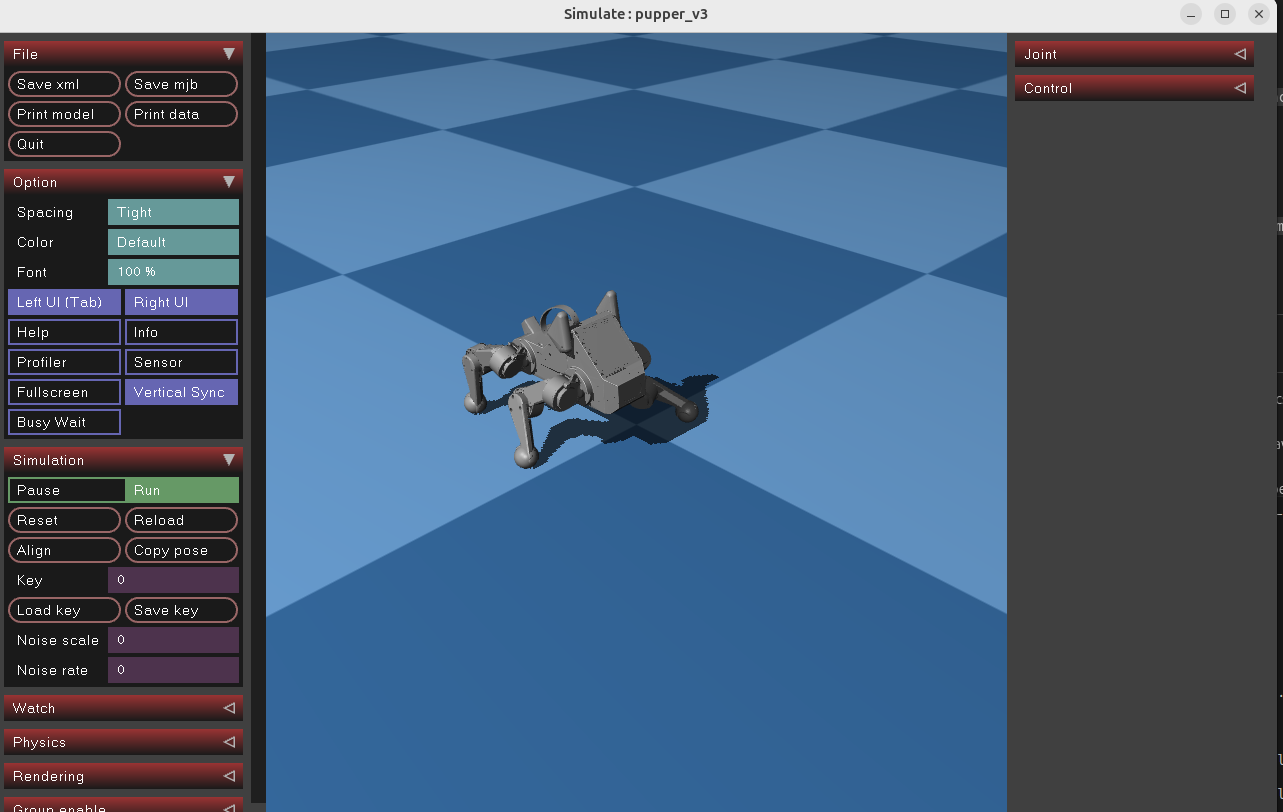 Simulate : pupper_v3
File
Save xml Save mjb
Print model Print data
Quit
Option
Spacing Tight
Color Default
Font 100 %
Left UI (Tab) Right UI
Help Info
Profiler Sensor
Fullscreen Vertical Sync
Busy Wait
Simulation
Pause Run
Reset Reload
Align Copy pose
Key 0
Load key Save key
Noise scale 0
Noise rate 0
Watch
Physics
Rendering
Group enable
Joint
Control